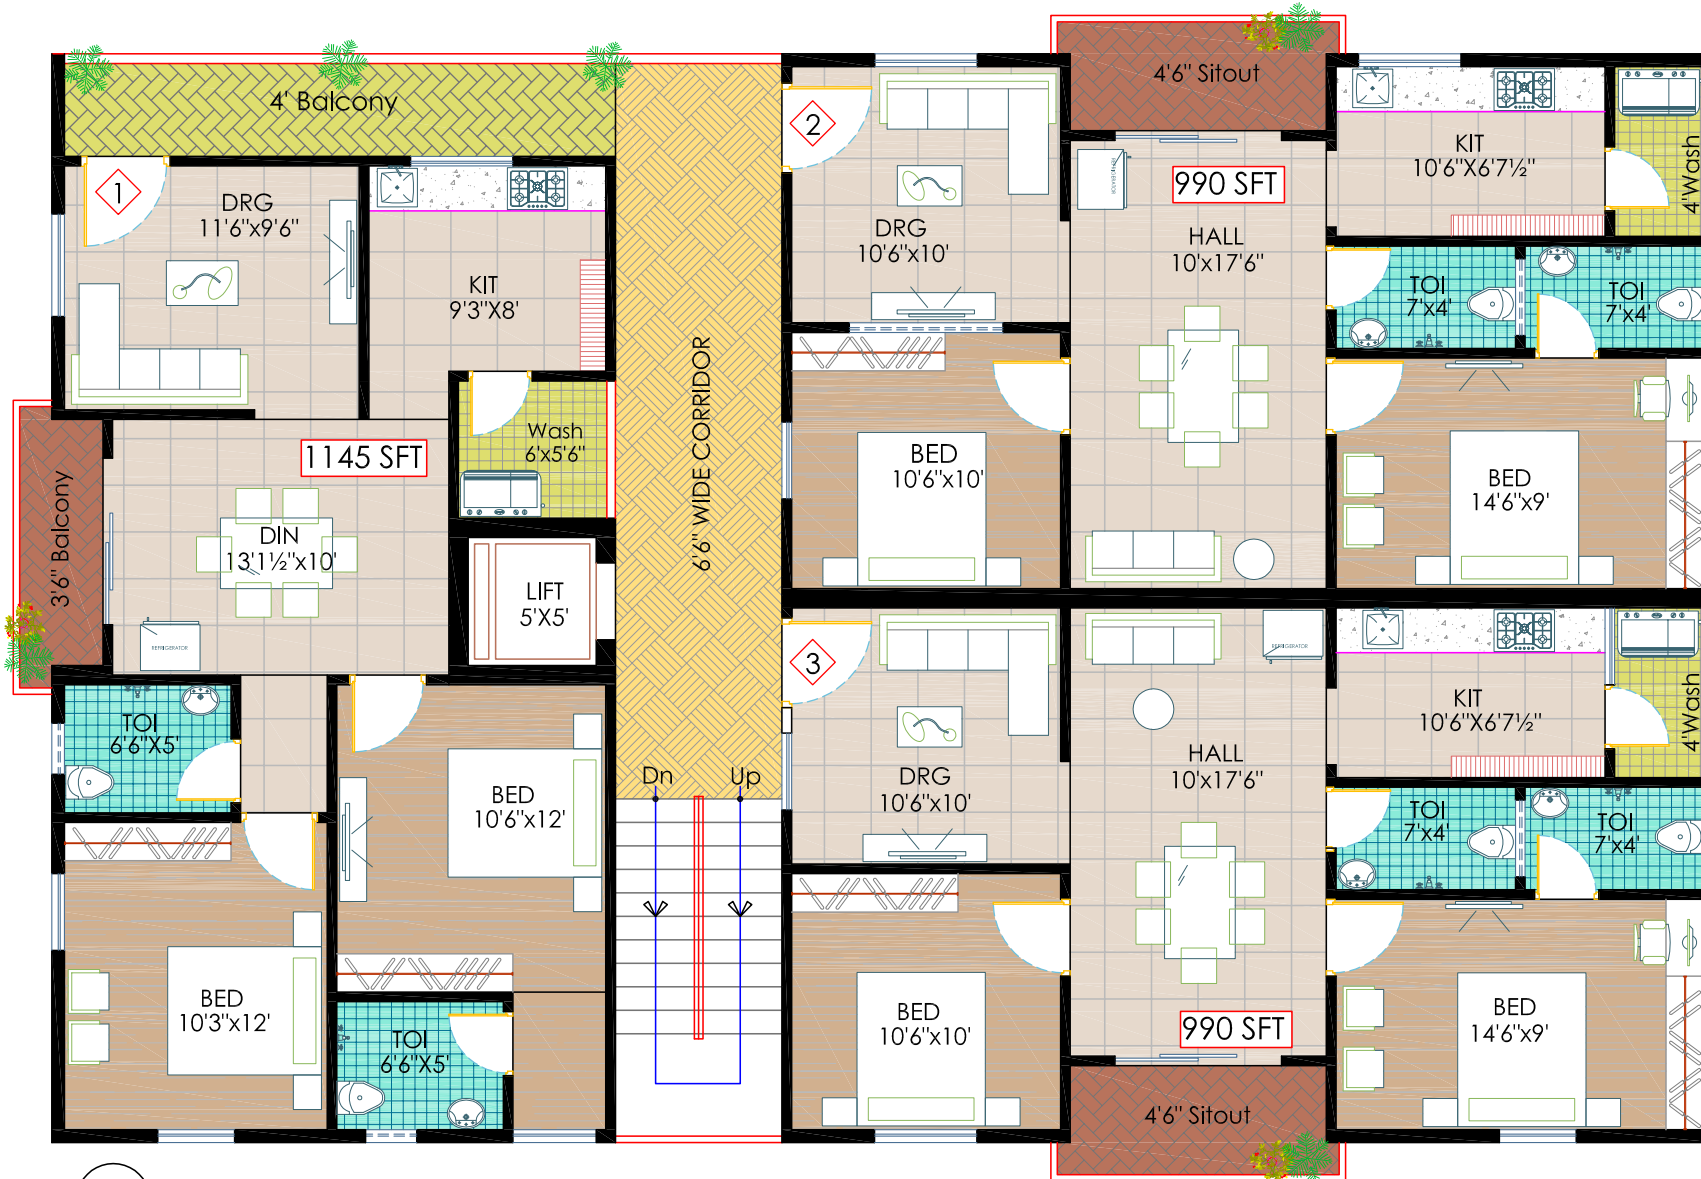 4' Balcony
1
DRG
11'6"x9'6"
KIT
9'3"X8'
Wash
6'x5'6"
1145 SFT
3'6" Balcony
DIN
13'1½"x10'
REFRIGERATOR
LIFT
5'X5'
TOI
6'6"X5'
BED
10'6"x12'
BED
10'3"x12'
TOI
6'6"X5'
6'6" WIDE CORRIDOR
Dn
Up
2
DRG
10'6"x10'
4'6" Sitout
REFRIGERATOR
990 SFT
HALL
10'x17'6"
KIT
10'6"X6'7½"
4'Wash
TOI
7'x4'
TOI
7'x4'
BED
10'6"x10'
BED
14'6"x9'
3
DRG
10'6"x10'
REFRIGERATOR
HALL
10'x17'6"
KIT
10'6"X6'7½"
4'Wash
TOI
7'x4'
TOI
7'x4'
BED
10'6"x10'
990 SFT
BED
14'6"x9'
4'6" Sitout